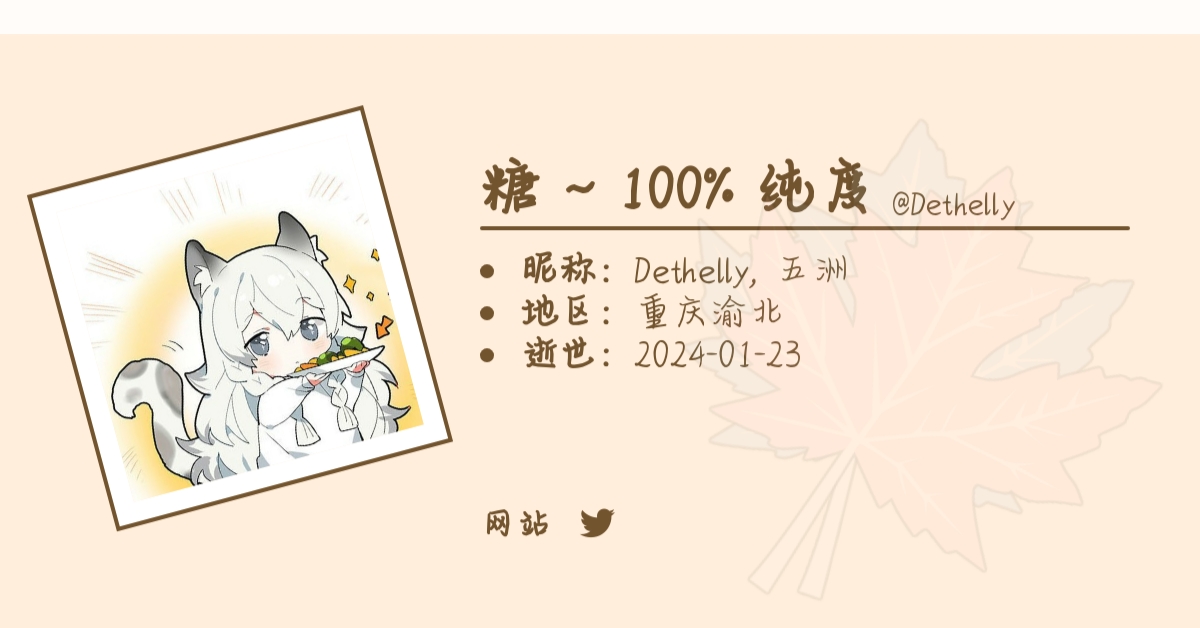 糖 ~ 100% 纯度 @Dethelly
昵称： Dethelly, 五洲
地区： 重庆渝北
逝世： 2024-01-23
网站